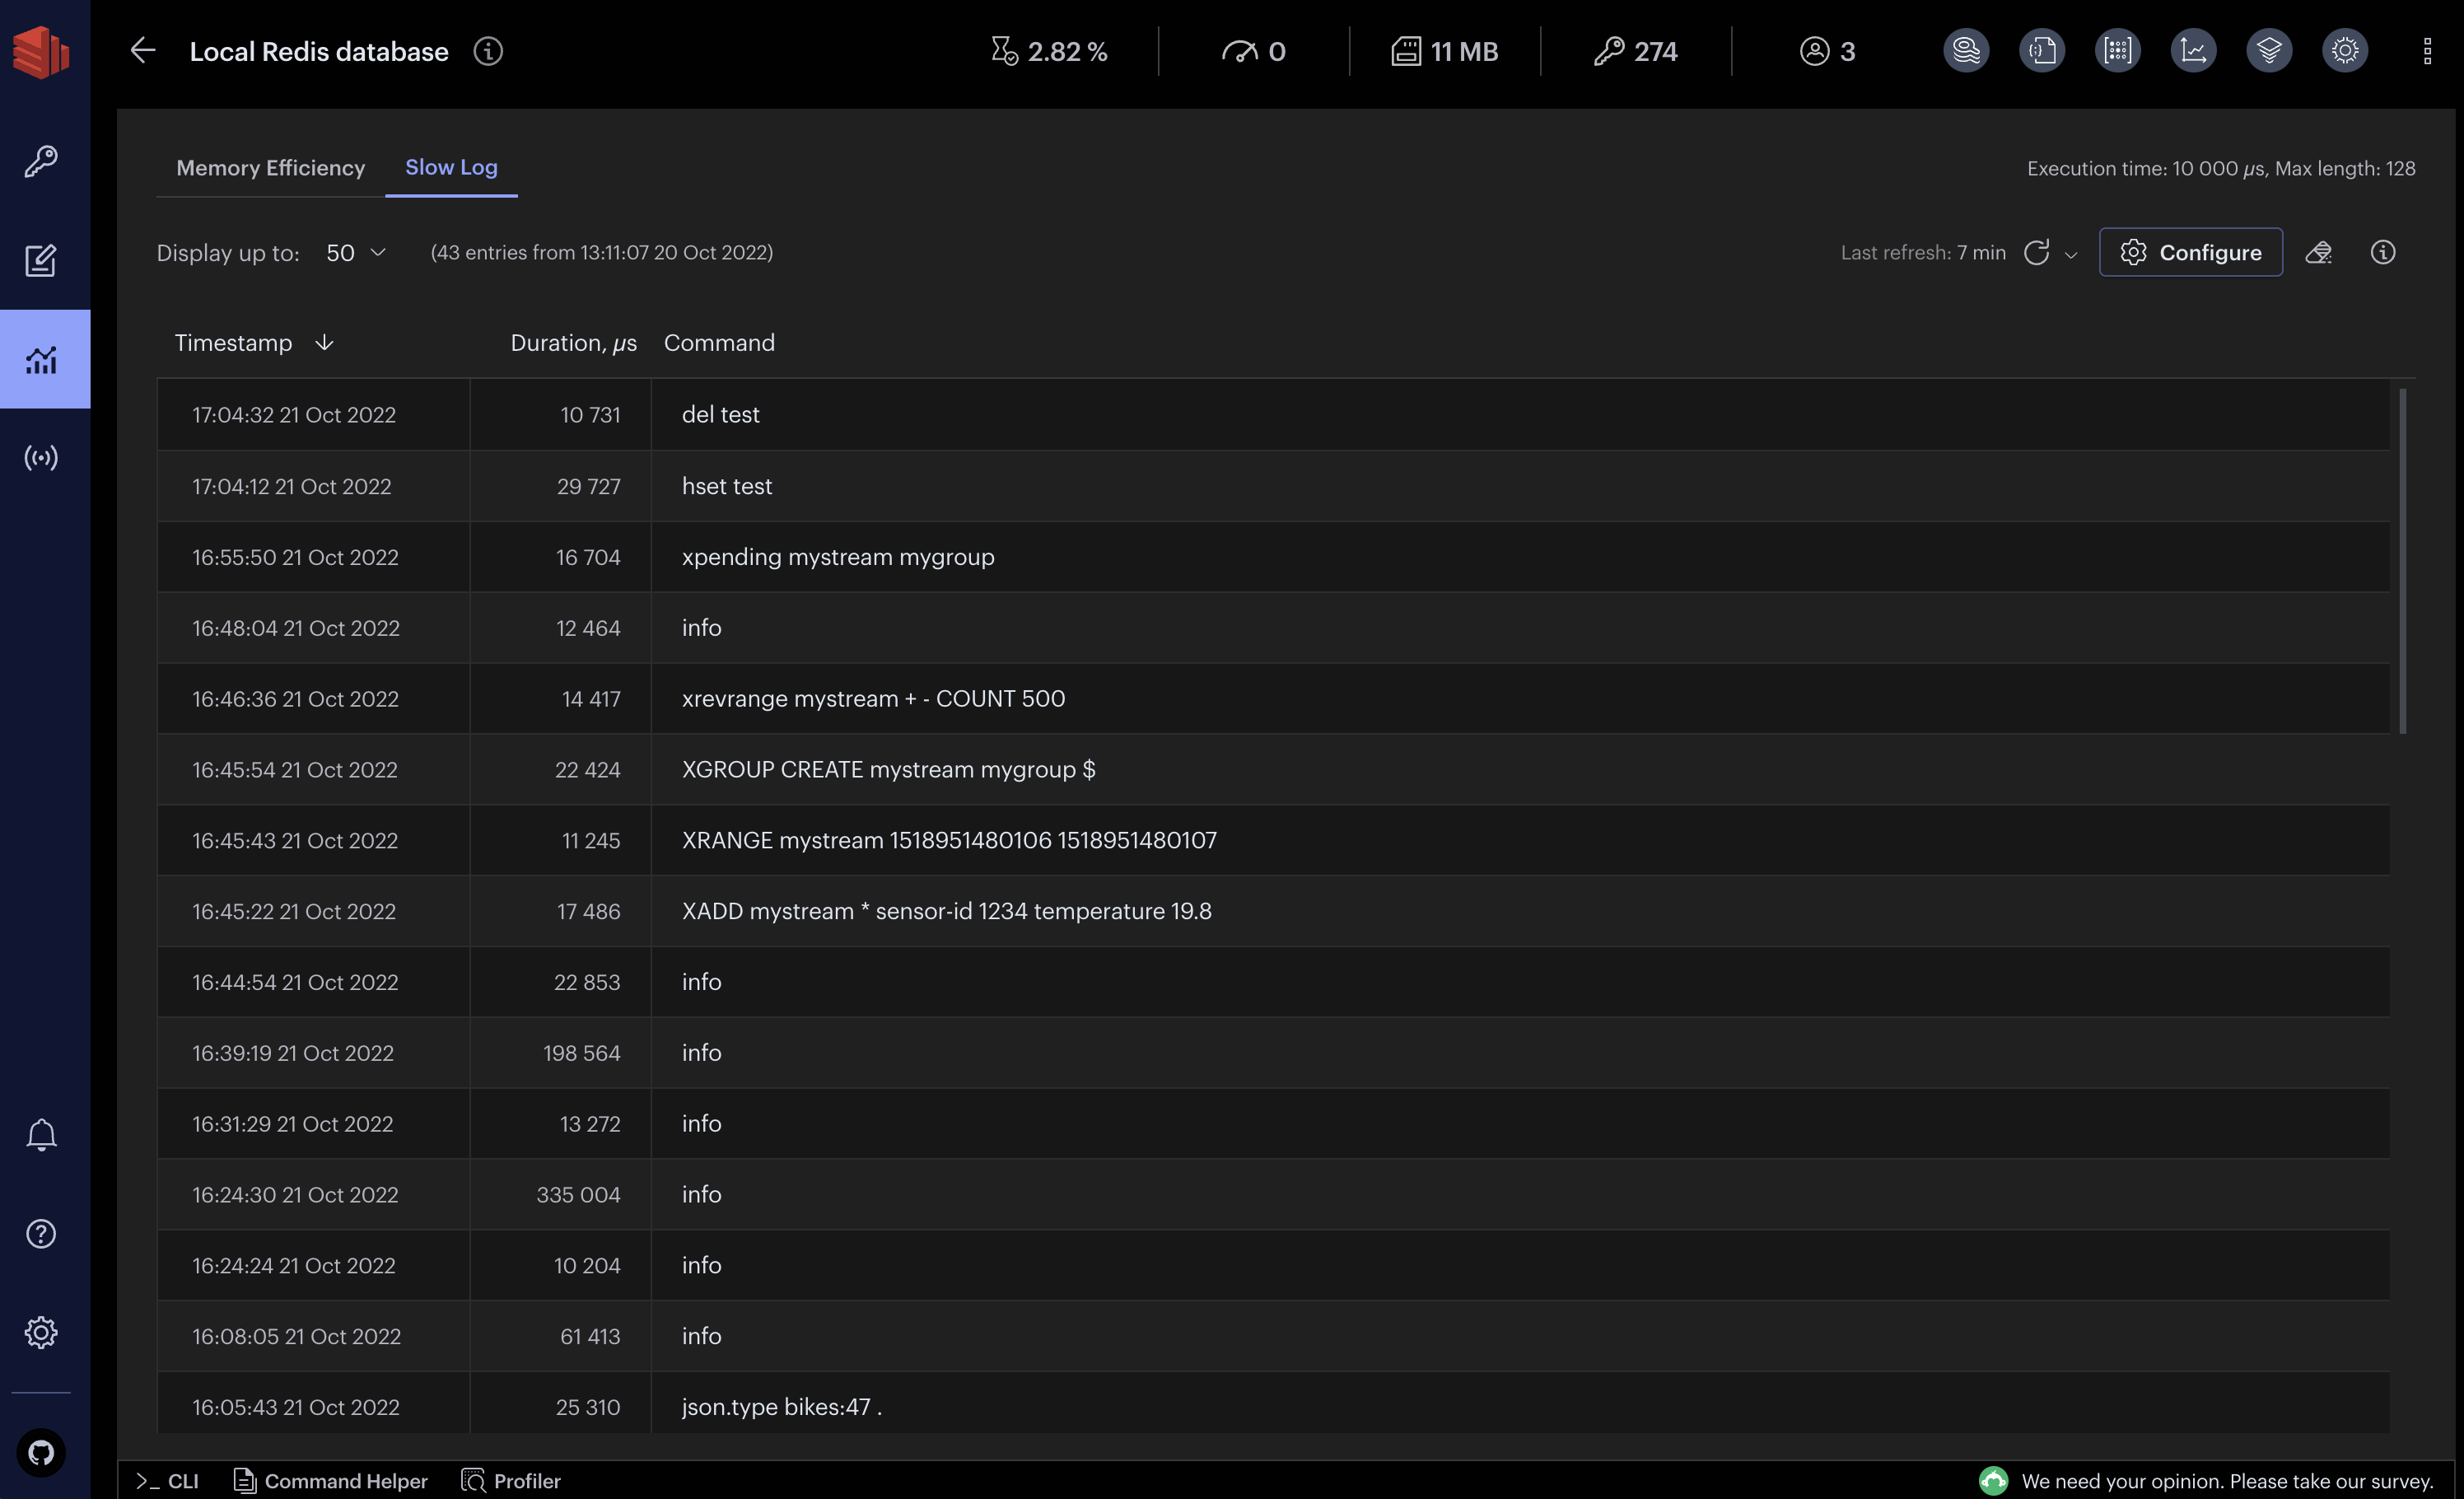 Local Redis database 2.82 % 0 11 MB 274 3
Memory Efficiency Slow Log Execution time: 10 000 µs, Max length: 128
Display up to: 50 (43 entries from 13:11:07 20 Oct 2022) Last refresh: 7 min Configure
Timestamp Duration, µs Command
17:04:32 21 Oct 2022 10 731 del test
17:04:12 21 Oct 2022 29 727 hset test
16:55:50 21 Oct 2022 16 704 xpending mystream mygroup
16:48:04 21 Oct 2022 12 464 info
16:46:36 21 Oct 2022 14 417 xrevrange mystream + - COUNT 500
16:45:54 21 Oct 2022 22 424 XGROUP CREATE mystream mygroup $
16:45:43 21 Oct 2022 11 245 XRANGE mystream 1518951480106 1518951480107
16:45:22 21 Oct 2022 17 486 XADD mystream * sensor-id 1234 temperature 19.8
16:44:54 21 Oct 2022 22 853 info
16:39:19 21 Oct 2022 198 564 info
16:31:29 21 Oct 2022 13 272 info
16:24:30 21 Oct 2022 335 004 info
16:24:24 21 Oct 2022 10 204 info
16:08:05 21 Oct 2022 61 413 info
16:05:43 21 Oct 2022 25 310 json.type bikes:47 .
>_ CLI Command Helper Profiler We need your opinion. Please take our survey.